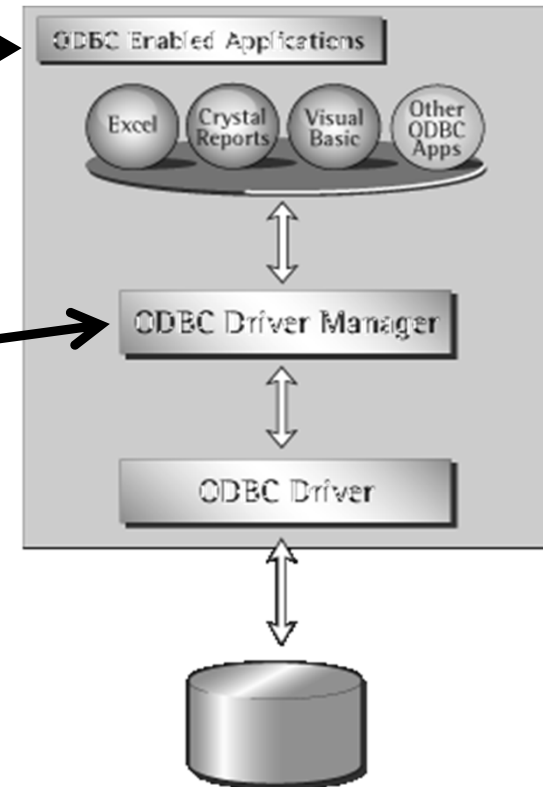 ODBC Enabled Applications
Excel
Crystal
Reports
Visual
Basic
Other
ODBC
Apps
ODBC Driver Manager
ODBC Driver